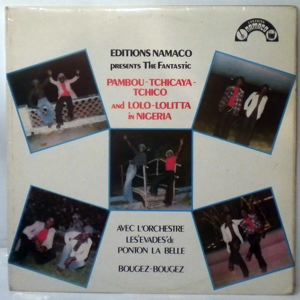 EDITIONS NAMACO
PRESENTS THE FANTASTIC
PAMBOU-TCHICAYA-
TCHICO
AND LOLO-LOLITTA
IN NIGERIA
AVEC L'ORCHESTRE
LES'EVADES'de
PONTON LA BELLE
BOUGEZ-BOUGEZ
namaco